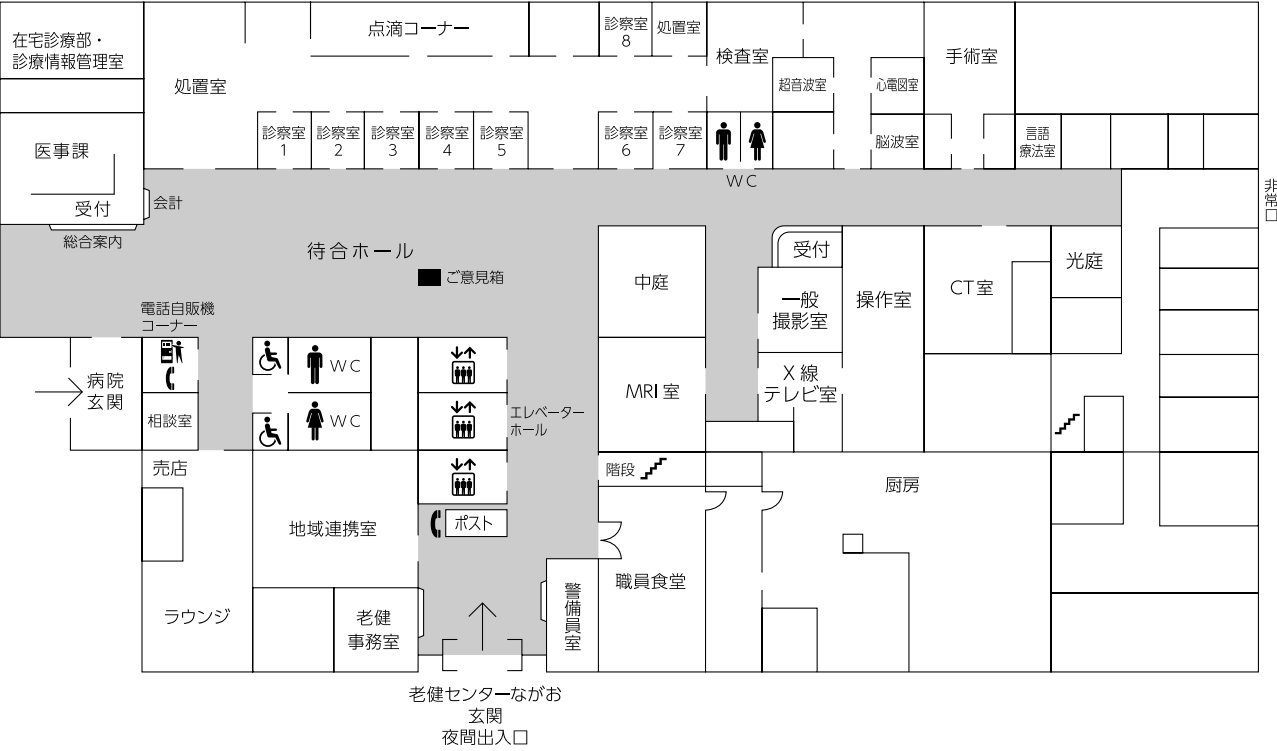 在宅診療部・
診療情報管理室
処置室
点滴コーナー
診察室
8
処置室
検査室
超音波室
心電図室
手術室
医事課
受付
会計
総合案内
診察室
1
診察室
2
診察室
3
診察室
4
診察室
5
診察室
6
診察室
7
WC
脳波室
言語
療法室
非常口
待合ホール
ご意見箱
中庭
受付
一般
撮影室
操作室
CT室
光庭
電話自販機
コーナー
病院
玄関
相談室
WC
WC
エレベーター
ホール
MRI室
X線
テレビ室
売店
地域連携室
ポスト
階段
厨房
ラウンジ
老健
事務室
警備員室
職員食堂
老健センターながお
玄関
夜間出入口